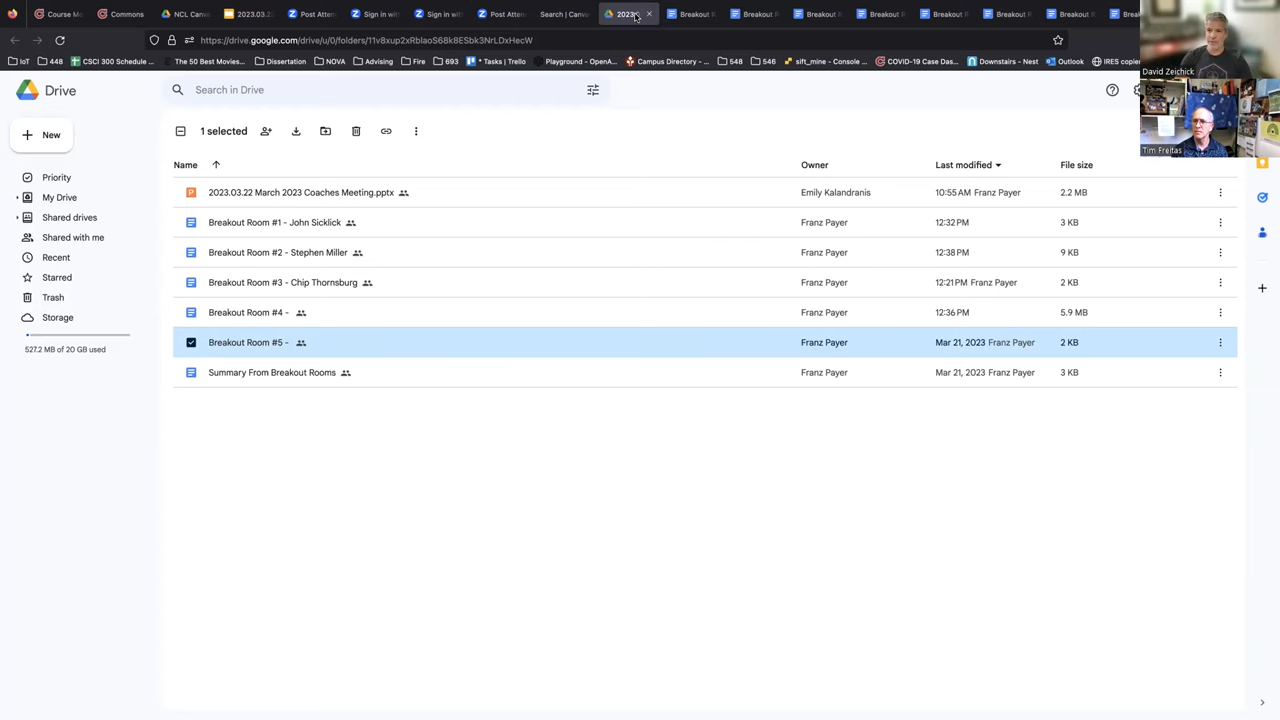 Course Mo
Commons
NCL Canva
2023.03.22
Post Atten
Sign in wit
Sign in wit
Post Atten
Search | Canv
2023.
Breakout R
Breakout R
Breakout R
Breakout R
Breakout R
Breakout R
Breakout R
Brea
https://drive.google.com/drive/u/0/folders/11v8xup2xRblaoS68k8ESbk3NrLDxHecW
IoT
448
CSCI 300 Schedule ...
The 50 Best Movies...
Dissertation
NOVA
Advising
Fire
693
* Tasks | Trello
Playground - OpenA...
Campus Directory - ...
548
546
sift_mine – Console ...
COVID-19 Case Das...
Downstairs - Nest
Outlook
IRES copier
David Zeichick
Tim Freitas
Drive
Search in Drive
New
1 selected
Priority
My Drive
Shared drives
Shared with me
Recent
Starred
Trash
Storage
527.2 MB of 20 GB used
Name Owner Last modified File size
2023.03.22 March 2023 Coaches Meeting.pptx Emily Kalandranis 10:55 AM Franz Payer 2.2 MB
Breakout Room #1 - John Sicklick Franz Payer 12:32 PM 3 KB
Breakout Room #2 - Stephen Miller Franz Payer 12:38 PM 9 KB
Breakout Room #3 - Chip Thornsburg Franz Payer 12:21 PM Franz Payer 2 KB
Breakout Room #4 - Franz Payer 12:36 PM 5.9 MB
Breakout Room #5 - Franz Payer Mar 21, 2023 Franz Payer 2 KB
Summary From Breakout Rooms Franz Payer Mar 21, 2023 Franz Payer 3 KB